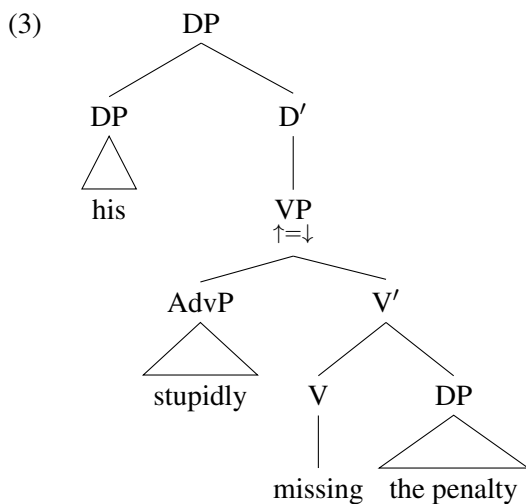 (3) DP
DP D′
his VP
↑=↓
AdvP V′
stupidly V DP
missing the penalty